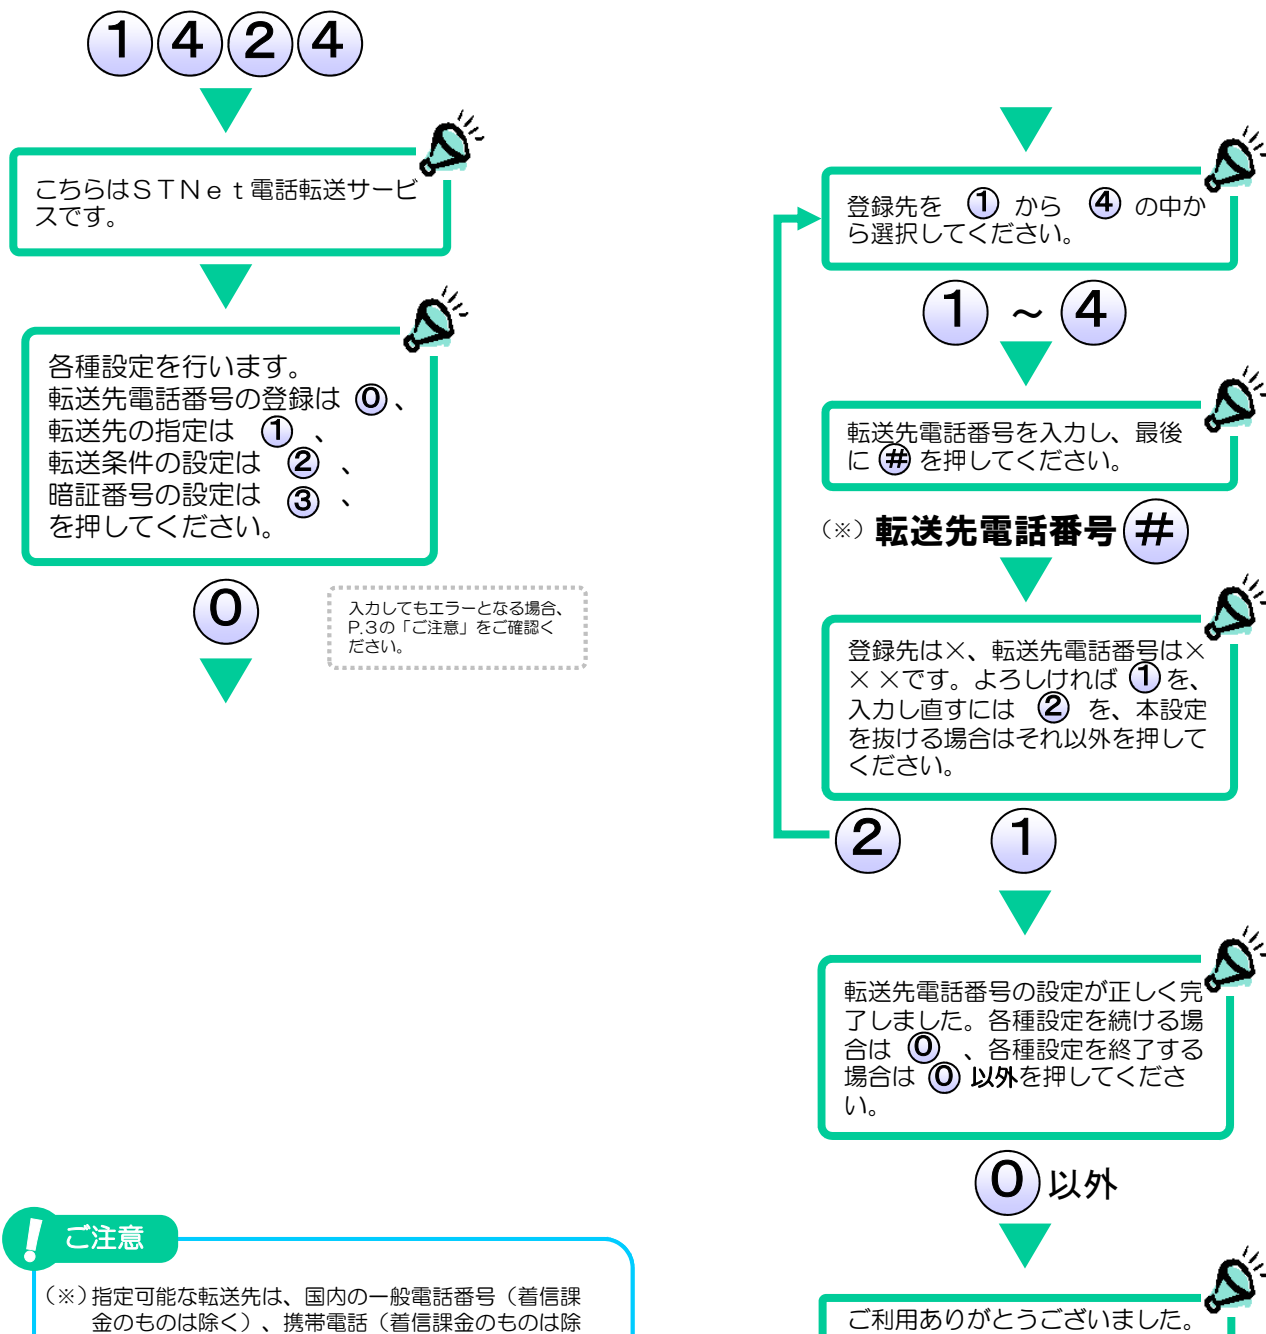 1424
こちらはSTNet電話転送サービ
スです。
各種設定を行います。
転送先電話番号の登録は 0、
転送先の指定は 1、
転送条件の設定は 2、
暗証番号の設定は 3、
を押してください。
0
入力してもエラーとなる場合、
P.3の「ご注意」をご確認く
ださい。
登録先を 1 から 4 の中か
ら選択してください。
1 ~ 4
転送先電話番号を入力し、最後
に # を押してください。
(※) 転送先電話番号 #
登録先は×、転送先電話番号は×
××です。よろしければ 1 を、
入力し直すには 2 を、本設定
を抜ける場合はそれ以外を押して
ください。
2 1
転送先電話番号の設定が正しく完
了しました。各種設定を続ける場
合は 0 、各種設定を終了する
場合は 0 以外を押してくださ
い。
0 以外
ご利用ありがとうございました。
! ご注意
(※)指定可能な転送先は、国内の一般電話番号(着信課
金のものは除く)、携帯電話(着信課金のものは除